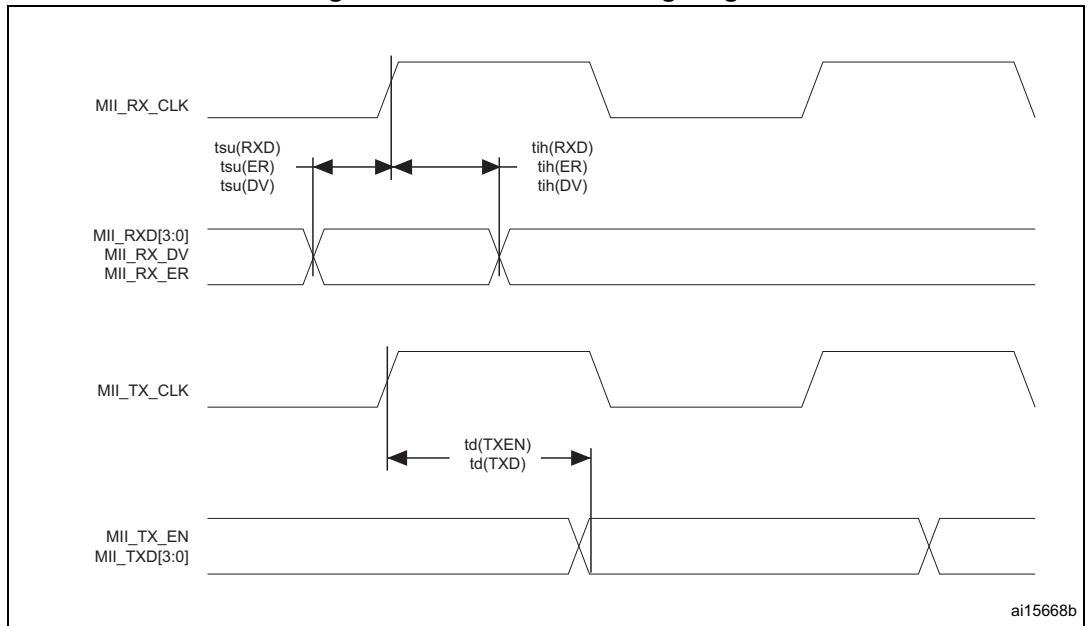 MII_RX_CLK
tsu(RXD)
tsu(ER)
tsu(DV)
tih(RXD)
tih(ER)
tih(DV)
MII_RXD[3:0]
MII_RX_DV
MII_RX_ER
MII_TX_CLK
td(TXEN)
td(TXD)
MII_TX_EN
MII_TXD[3:0]
ai15668b